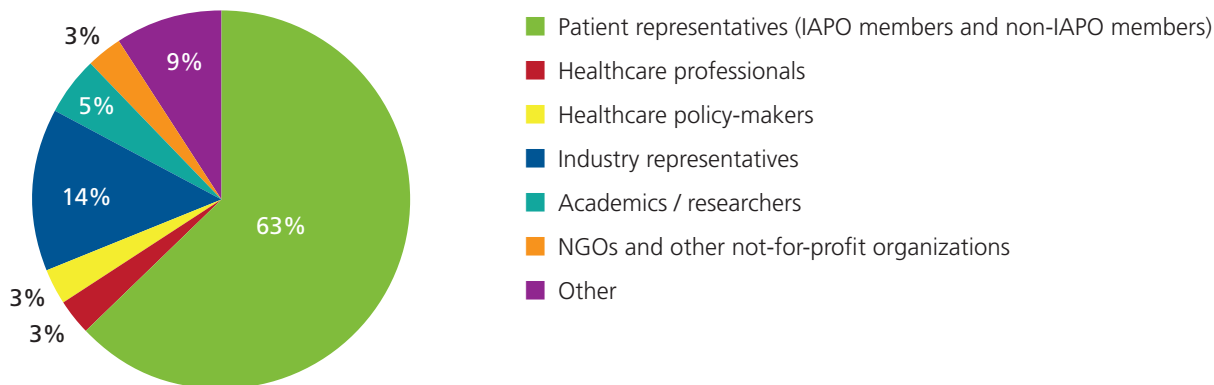 3%
9%
5%
14%
63%
3%
3%
Patient representatives (IAPO members and non-IAPO members)
Healthcare professionals
Healthcare policy-makers
Industry representatives
Academics / researchers
NGOs and other not-for-profit organizations
Other